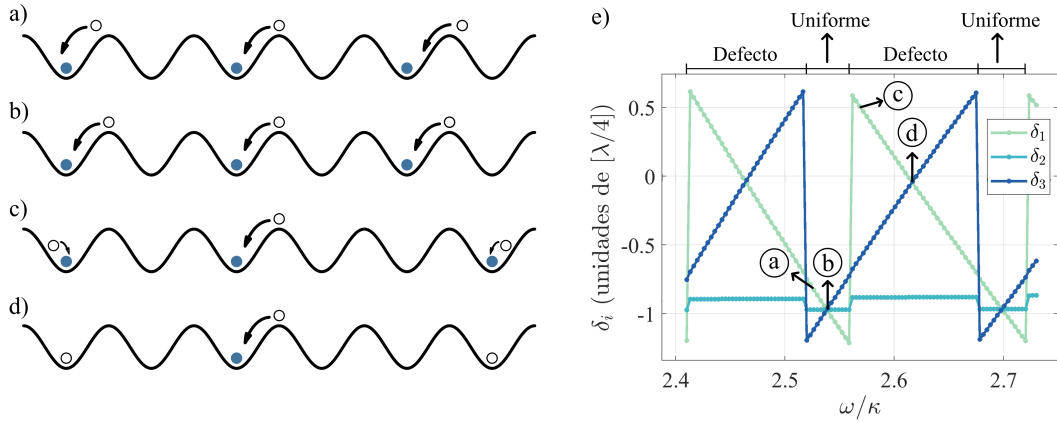 a)
b)
c)
d)
e)
Uniforme Uniforme
Defecto Defecto
δᵢ (unidades de [λ/4])
0.5
0
-0.5
-1
c
d
a
b
δ₁
δ₂
δ₃
2.4 2.5 2.6 2.7
ω/κ